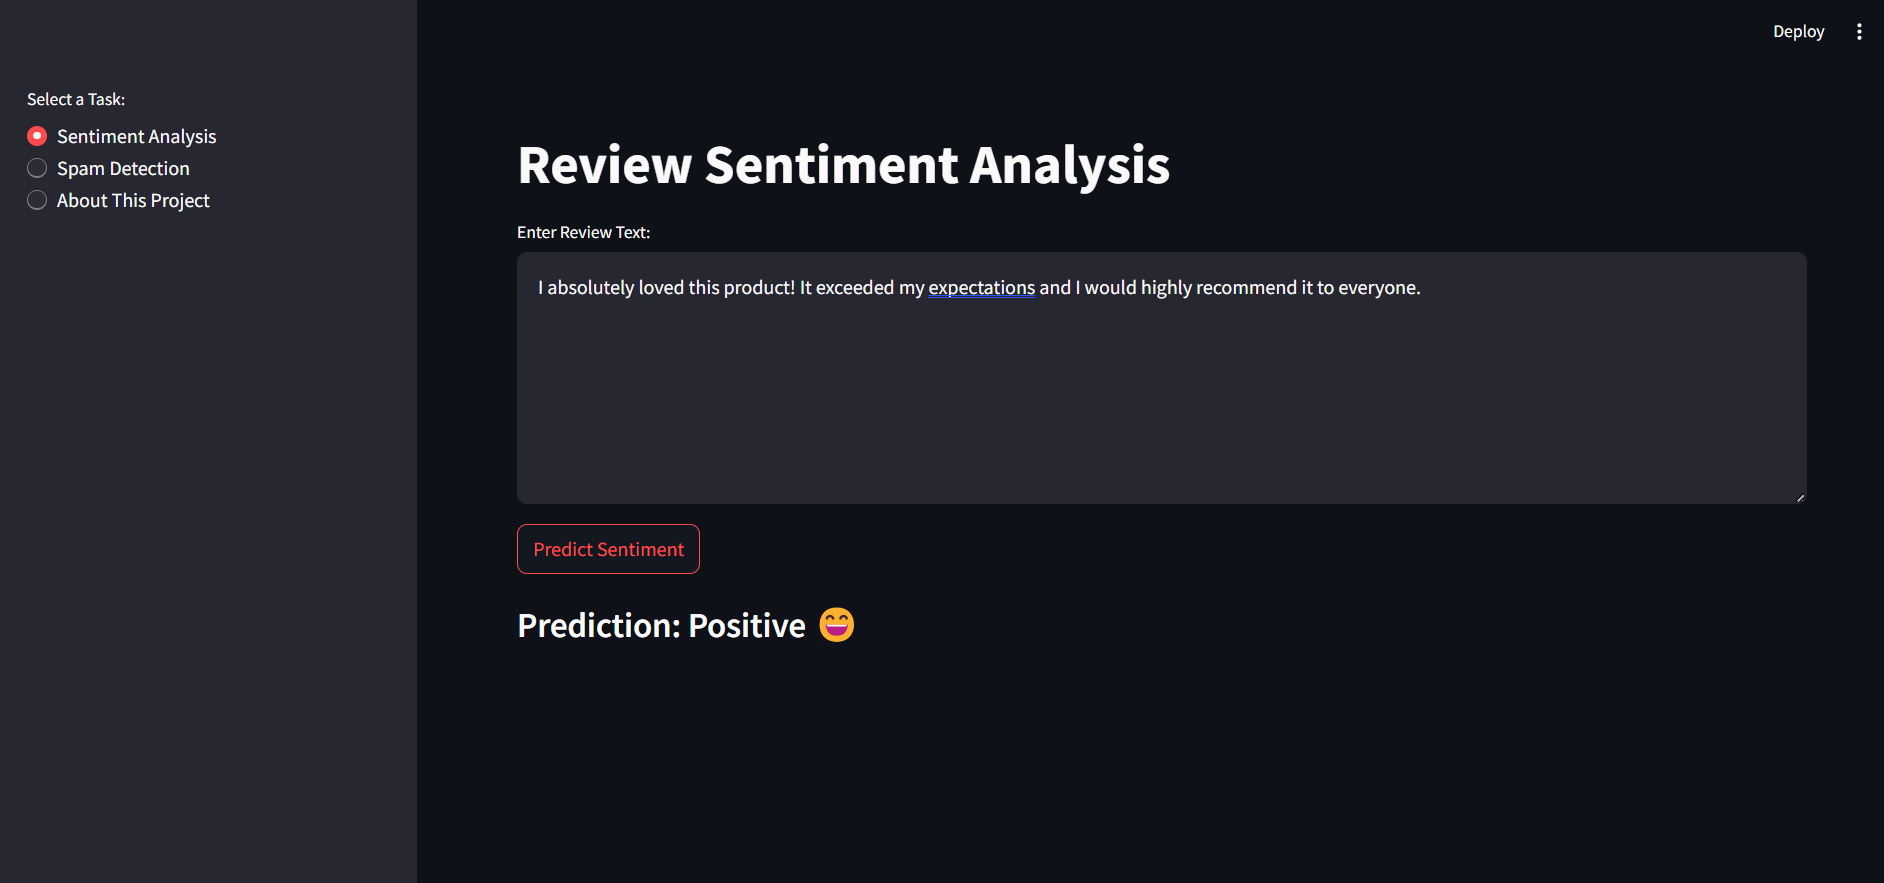 Deploy
Select a Task:
Sentiment Analysis
Spam Detection
About This Project
Review Sentiment Analysis
Enter Review Text:
I absolutely loved this product! It exceeded my expectations and I would highly recommend it to everyone.
Predict Sentiment
Prediction: Positive 😄